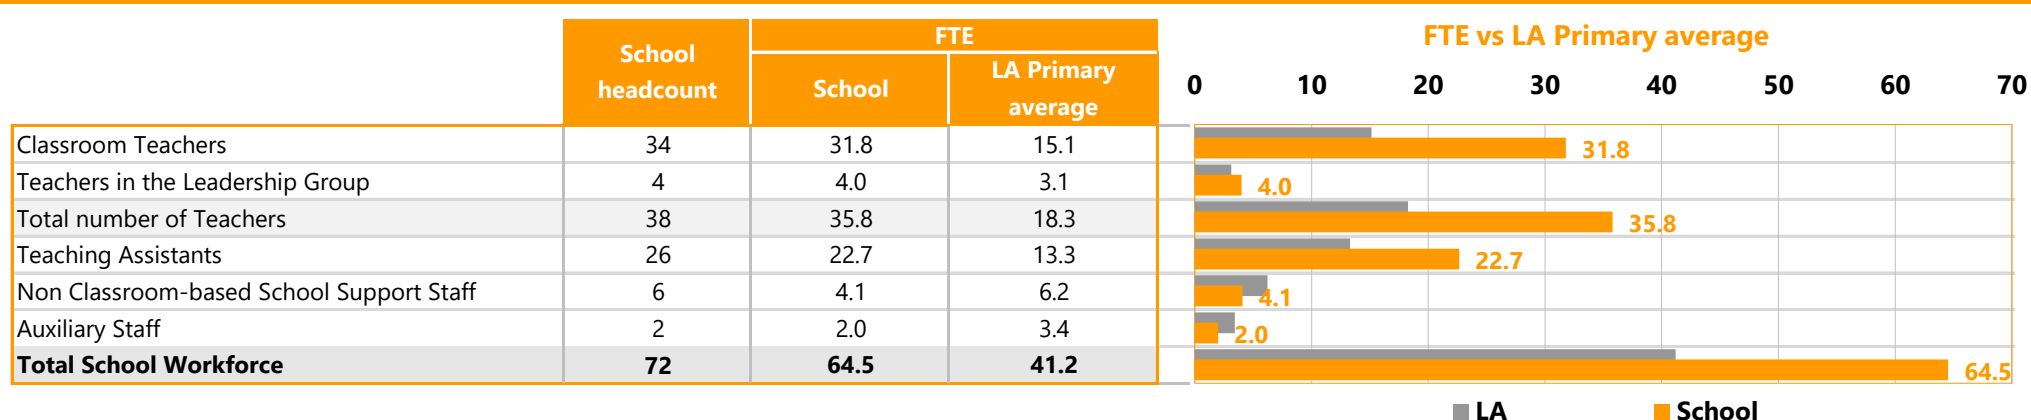 School headcount
FTE
School
LA Primary average
FTE vs LA Primary average
0 10 20 30 40 50 60 70
Classroom Teachers 34 31.8 15.1 31.8
Teachers in the Leadership Group 4 4.0 3.1 4.0
Total number of Teachers 38 35.8 18.3 35.8
Teaching Assistants 26 22.7 13.3 22.7
Non Classroom-based School Support Staff 6 4.1 6.2 4.1
Auxiliary Staff 2 2.0 3.4 2.0
Total School Workforce 72 64.5 41.2 64.5
LA School